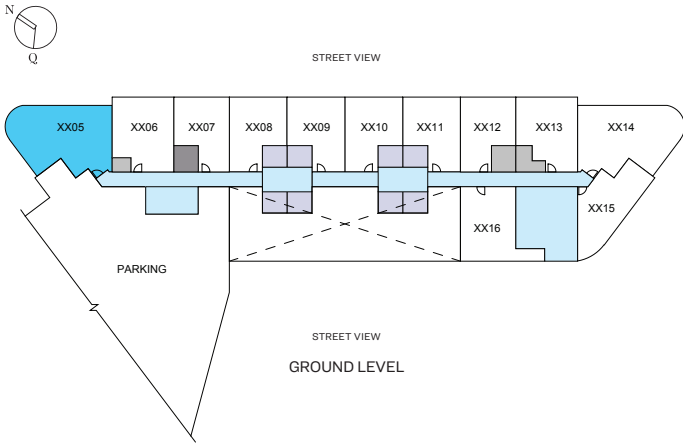 N
Q
STREET VIEW
XX05 XX06 XX07 XX08 XX09 XX10 XX11 XX12 XX13 XX14
XX15
XX16
PARKING
STREET VIEW
GROUND LEVEL